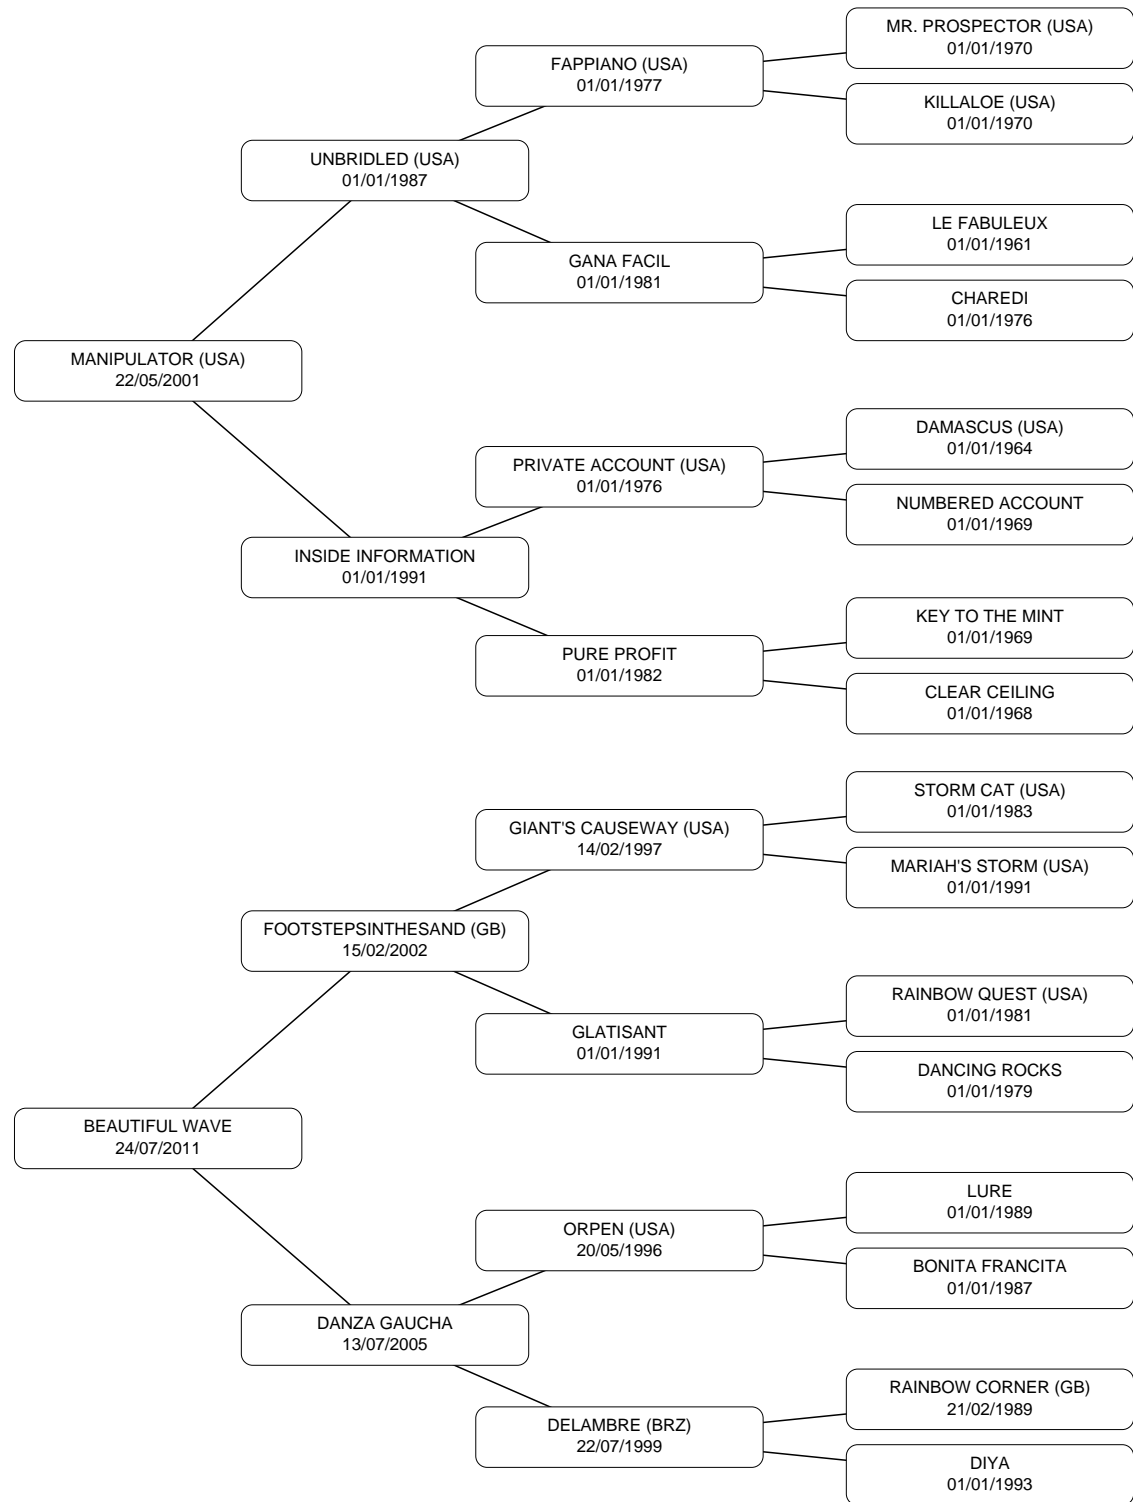 MR. PROSPECTOR (USA)
01/01/1970
FAPPIANO (USA)
01/01/1977
KILLALOE (USA)
01/01/1970
UNBRIDLED (USA)
01/01/1987
LE FABULEUX
01/01/1961
GANA FACIL
01/01/1981
CHAREDI
01/01/1976
MANIPULATOR (USA)
22/05/2001
DAMASCUS (USA)
01/01/1964
PRIVATE ACCOUNT (USA)
01/01/1976
NUMBERED ACCOUNT
01/01/1969
INSIDE INFORMATION
01/01/1991
KEY TO THE MINT
01/01/1969
PURE PROFIT
01/01/1982
CLEAR CEILING
01/01/1968
STORM CAT (USA)
01/01/1983
GIANT'S CAUSEWAY (USA)
14/02/1997
MARIAH'S STORM (USA)
01/01/1991
FOOTSTEPSINTHESAND (GB)
15/02/2002
RAINBOW QUEST (USA)
01/01/1981
GLATISANT
01/01/1991
DANCING ROCKS
01/01/1979
BEAUTIFUL WAVE
24/07/2011
LURE
01/01/1989
ORPEN (USA)
20/05/1996
BONITA FRANCITA
01/01/1987
DANZA GAUCHA
13/07/2005
RAINBOW CORNER (GB)
21/02/1989
DELAMBRE (BRZ)
22/07/1999
DIYA
01/01/1993